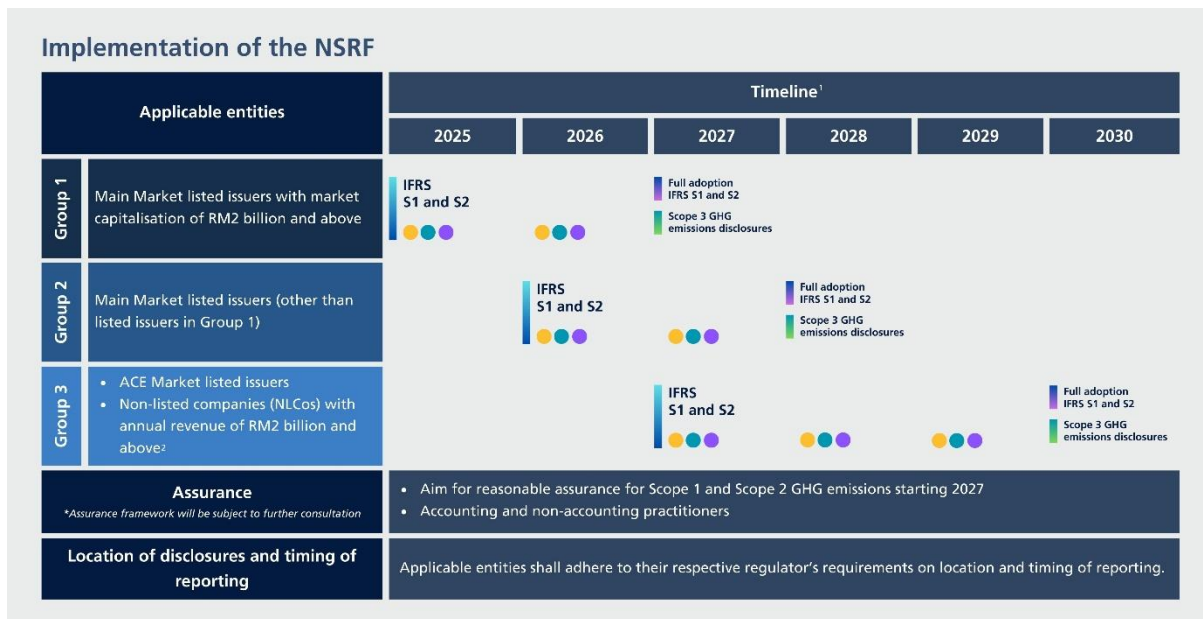 Implementation of the NSRF
Applicable entities
Timeline¹
2025 2026 2027 2028 2029 2030
Group 1
Main Market listed issuers with market
capitalisation of RM2 billion and above
IFRS
S1 and S2
Full adoption
IFRS S1 and S2
Scope 3 GHG
emissions disclosures
Group 2
Main Market listed issuers (other than
listed issuers in Group 1)
IFRS
S1 and S2
Full adoption
IFRS S1 and S2
Scope 3 GHG
emissions disclosures
Group 3
• ACE Market listed issuers
• Non-listed companies (NLCos) with
annual revenue of RM2 billion and
above²
IFRS
S1 and S2
Full adoption
IFRS S1 and S2
Scope 3 GHG
emissions disclosures
Assurance
*Assurance framework will be subject to further consultation
• Aim for reasonable assurance for Scope 1 and Scope 2 GHG emissions starting 2027
• Accounting and non-accounting practitioners
Location of disclosures and timing of
reporting
Applicable entities shall adhere to their respective regulator's requirements on location and timing of reporting.